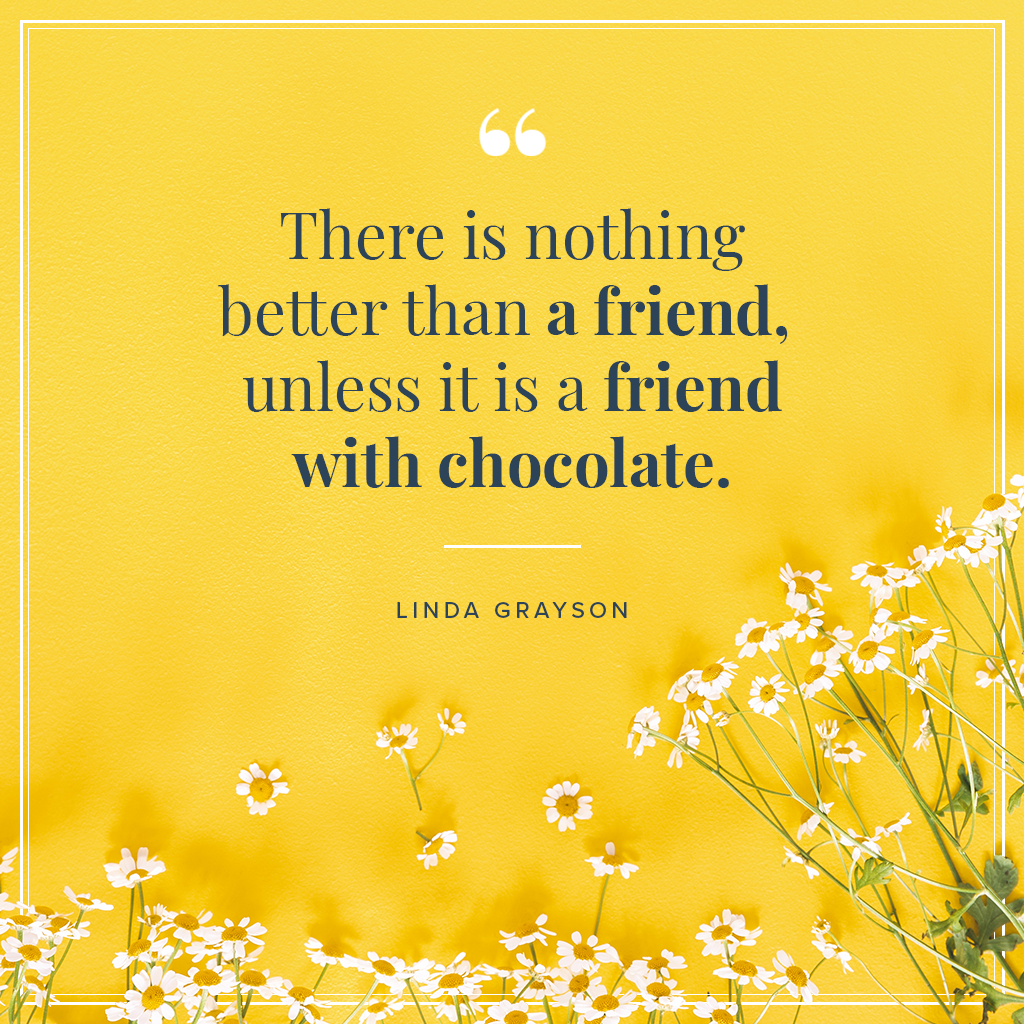 “
There is nothing
better than a friend,
unless it is a friend
with chocolate.
LINDA GRAYSON